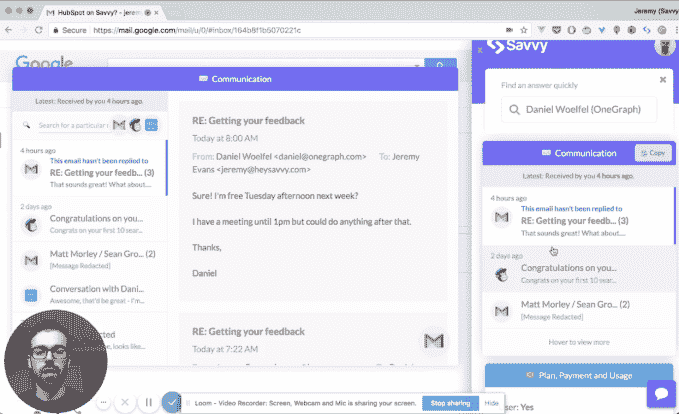 HubSpot on Savvy? - jerem
Jeremy (Savvy
Secure https://mail.google.com/mail/u/0/#inbox/164b8f1b5070221c
Google
Communication
Latest: Received by you 4 hours ago.
Search for a particular
4 hours ago
This email hasn't been replied to
RE: Getting your feedb... (3)
That sounds great! What about....
2 days ago
Congratulations on you...
Congrats on your first 10 sear...
Matt Morley / Sean Gro... (2)
[Message Redacted]
Conversation with Dani...
Awesome, that'd be great - I'm...
RE: Getting your feedback
Today at 8:00 AM
From: Daniel Woelfel <daniel@onegraph.com> To: Jeremy
Evans <jeremy@heysavvy.com>
Sure! I'm free Tuesday afternoon next week?
I have a meeting until 1pm but could do anything after that.
Thanks,
Daniel
RE: Getting your feedback
Today at 7:22 AM
Savvy
Find an answer quickly
Daniel Woelfel (OneGraph)
Communication
Copy
Latest: Received by you 4 hours ago.
4 hours ago
This email hasn't been replied to
RE: Getting your feedb... (3)
That sounds great! What about....
2 days ago
Congratulations on you...
Congrats on your first 10 sear...
Matt Morley / Sean Gro... (2)
[Message Redacted]
Hover to view more
Plan, Payment and Usage
ser: Yes
Loom - Video Recorder: Screen, Webcam and Mic is sharing your screen.
Stop sharing
Hide